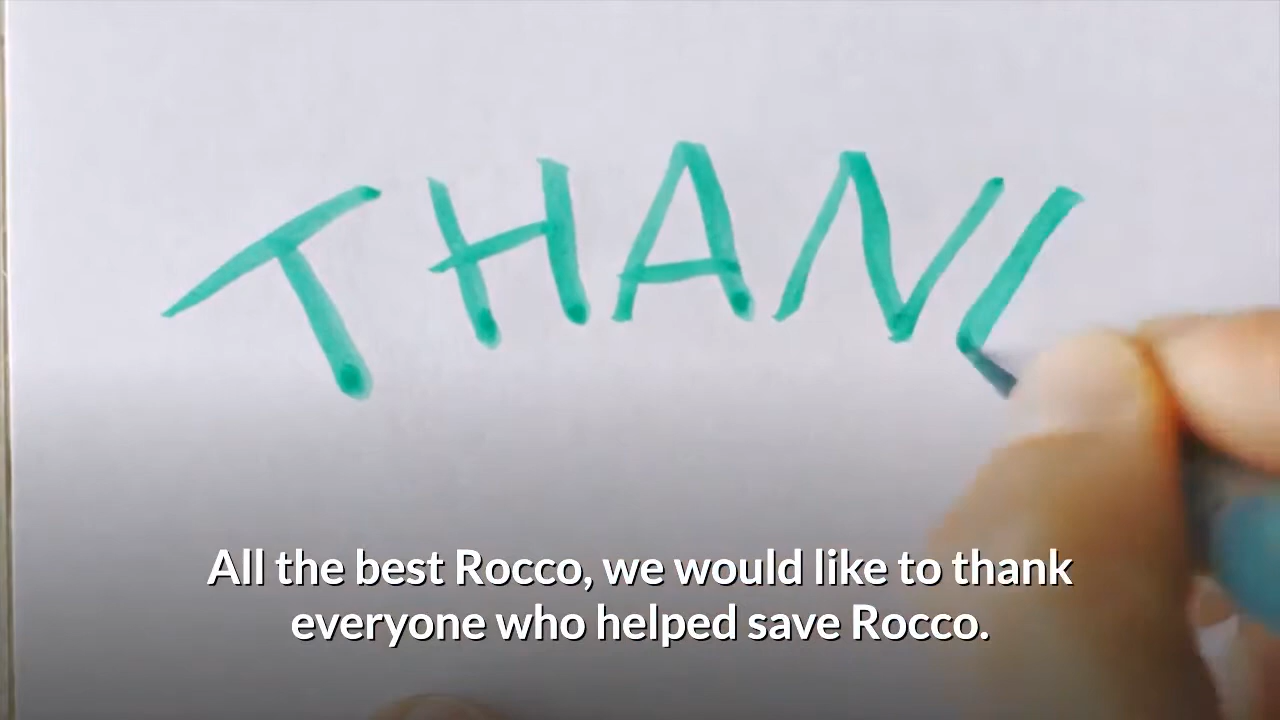 THAN
All the best Rocco, we would like to thank
everyone who helped save Rocco.